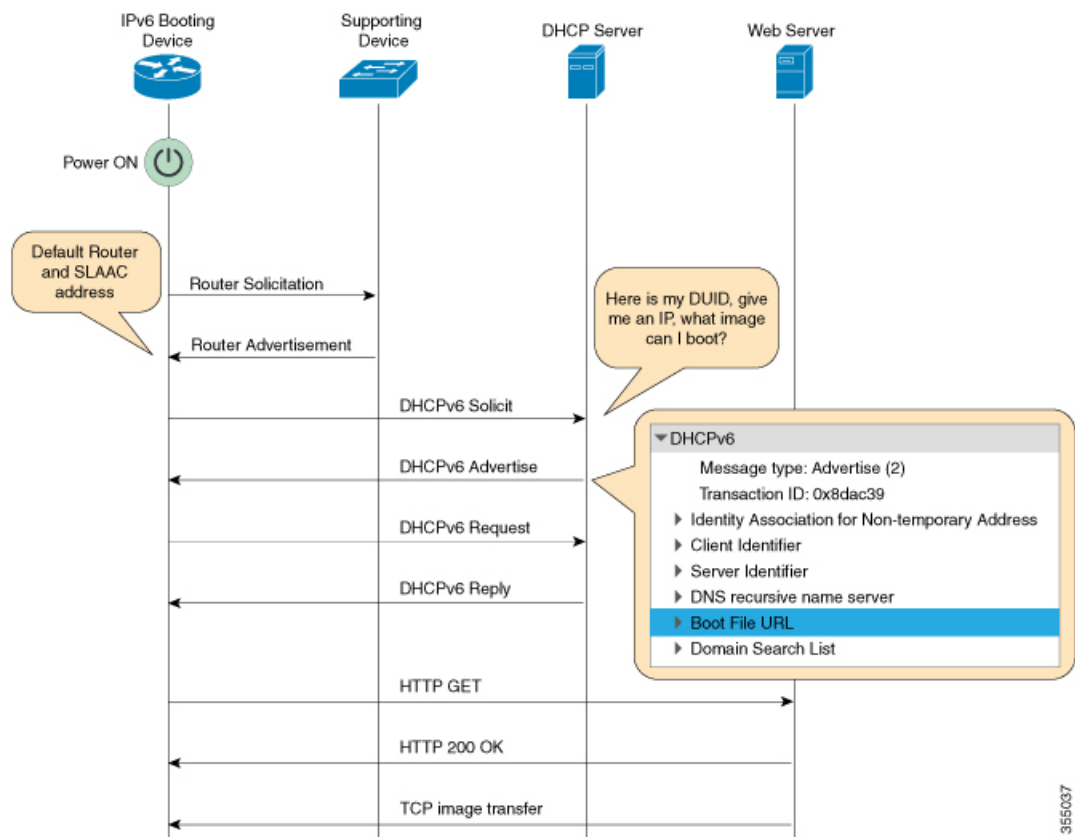 IPv6 Booting
Device
Supporting
Device
DHCP Server
Web Server
Power ON
Default Router
and SLAAC
address
Router Solicitation
Here is my DUID, give
me an IP, what image
can I boot?
Router Advertisement
DHCPv6 Solicit
DHCPv6 Advertise
DHCPv6
Message type: Advertise (2)
Transaction ID: 0x8dac39
Identity Association for Non-temporary Address
Client Identifier
Server Identifier
DNS recursive name server
Boot File URL
Domain Search List
DHCPv6 Request
DHCPv6 Reply
HTTP GET
HTTP 200 OK
TCP image transfer
355037